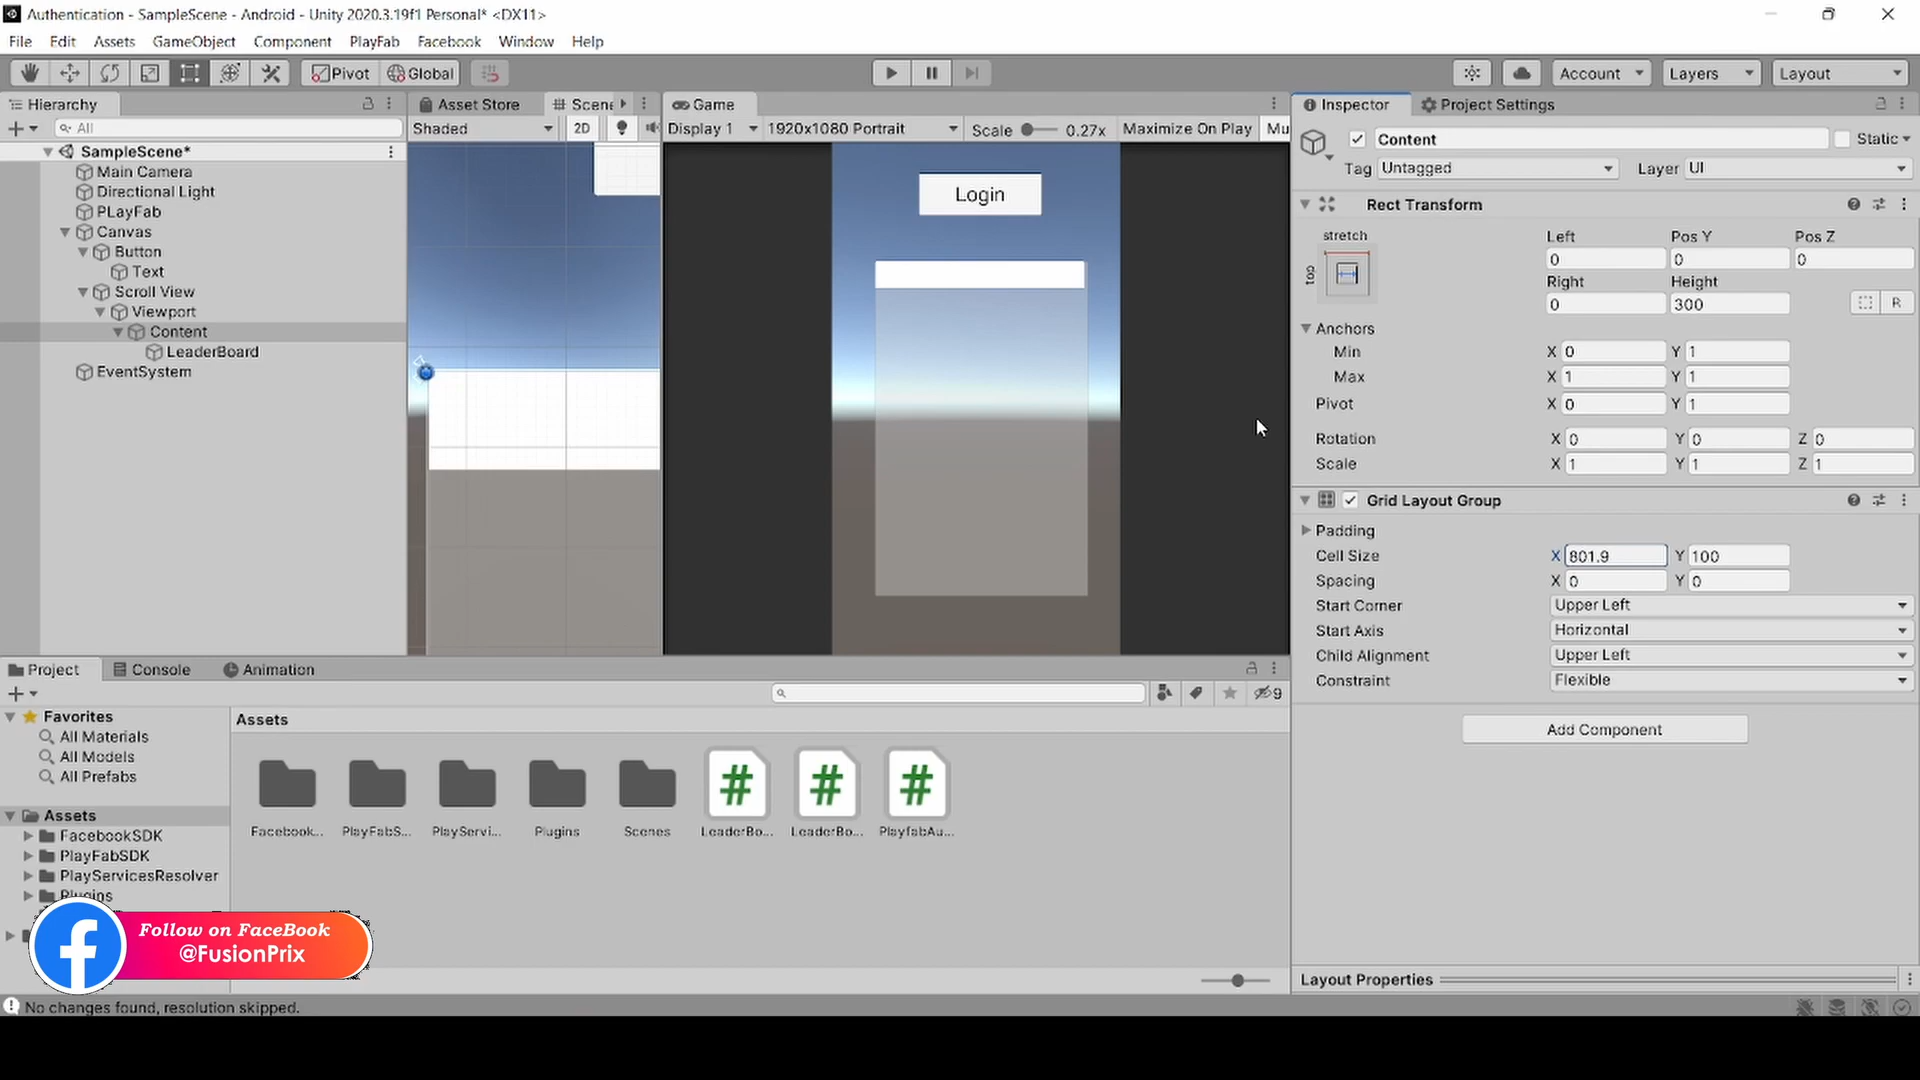 Authentication - SampleScene - Android - Unity 2020.3.19f1 Personal* <DX11>
File Edit Assets GameObject Component PlayFab Facebook Window Help
Pivot Global Account Layers Layout
Hierarchy
All
SampleScene*
Main Camera
Directional Light
PLayFab
Canvas
Button
Text
Scroll View
Viewport
Content
LeaderBoard
EventSystem
Asset Store Scene
Shaded 2D
Game
Display 1 1920x1080 Portrait Scale 0.27x Maximize On Play Mu
Login
Inspector Project Settings
Content Static
Tag Untagged Layer UI
Rect Transform
stretch Left Pos Y Pos Z
top 0 0 0
Right Height
0 300 R
Anchors
Min X 0 Y 1
Max X 1 Y 1
Pivot X 0 Y 1
Rotation X 0 Y 0 Z 0
Scale X 1 Y 1 Z 1
Grid Layout Group
Padding
Cell Size X 801.9 Y 100
Spacing X 0 Y 0
Start Corner Upper Left
Start Axis Horizontal
Child Alignment Upper Left
Constraint Flexible
Add Component
Layout Properties
Project Console Animation
9
Favorites
All Materials
All Models
All Prefabs
Assets
FacebookSDK
PlayFabSDK
PlayServicesResolver
Plugins
Assets
Facebook... PlayFabS... PlayServi... Plugins Scenes LeaderBo... LeaderBo... PlayfabAu...
Follow on FaceBook
@FusionPrix
No changes found, resolution skipped.